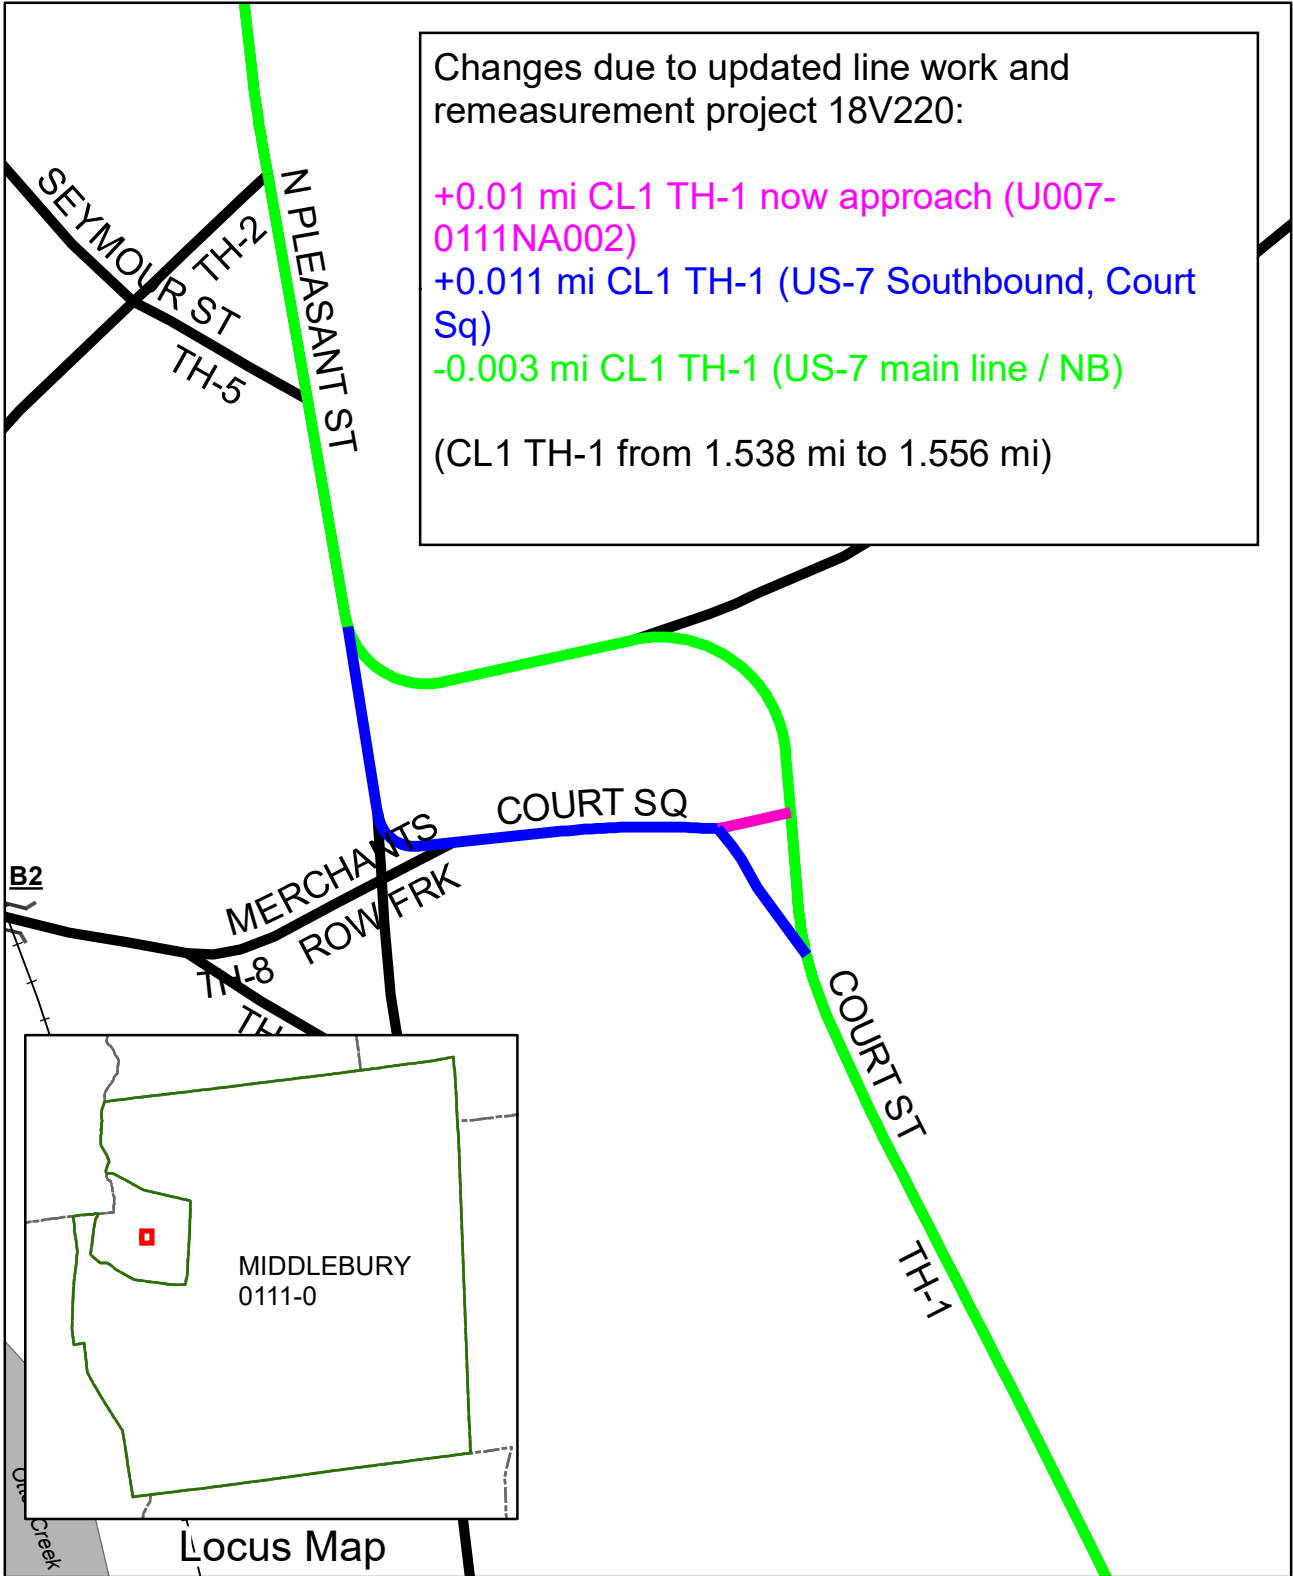 Changes due to updated line work and
remeasurement project 18V220:
+0.01 mi CL1 TH-1 now approach (U007-
0111NA002)
+0.011 mi CL1 TH-1 (US-7 Southbound, Court
Sq)
-0.003 mi CL1 TH-1 (US-7 main line / NB)
(CL1 TH-1 from 1.538 mi to 1.556 mi)
SEYMOUR ST
TH-2
N PLEASANT ST
TH-5
COURT SQ
MERCHANTS
ROW FRK
B2
TH-8
TH-
COURT ST
TH-1
MIDDLEBURY
0111-0
Creek
Locus Map